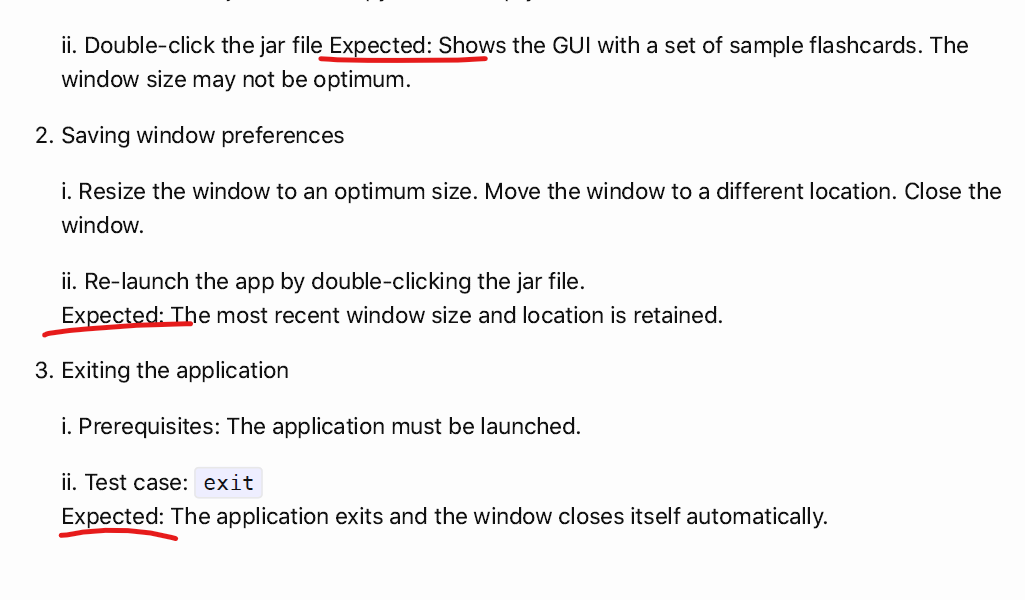 ii. Double-click the jar file Expected: Shows the GUI with a set of sample flashcards. The
window size may not be optimum.
2. Saving window preferences
i. Resize the window to an optimum size. Move the window to a different location. Close the
window.
ii. Re-launch the app by double-clicking the jar file.
Expected: The most recent window size and location is retained.
3. Exiting the application
i. Prerequisites: The application must be launched.
ii. Test case: exit
Expected: The application exits and the window closes itself automatically.